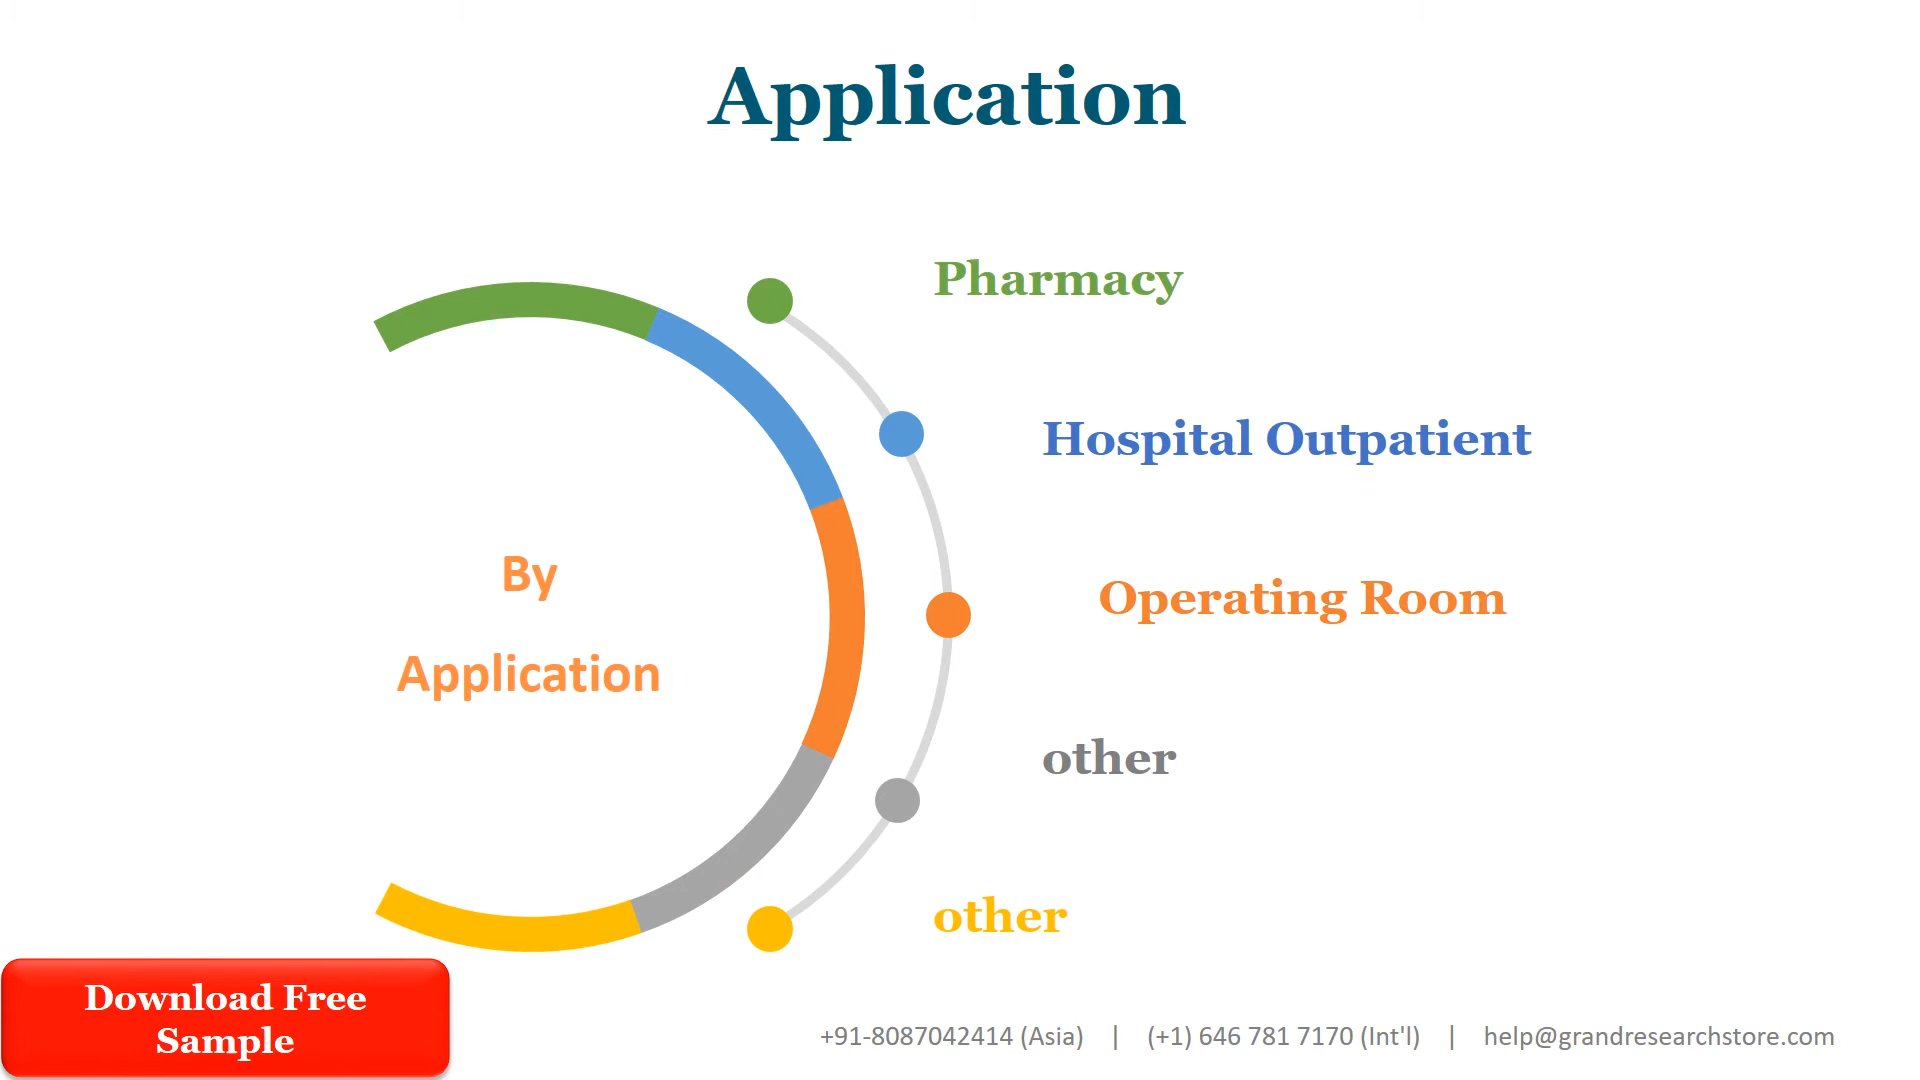 Application
Pharmacy
Hospital Outpatient
Operating Room
other
other
By
Application
Download Free
Sample
+91-8087042414 (Asia) | (+1) 646 781 7170 (Int'l) | help@grandresearchstore.com